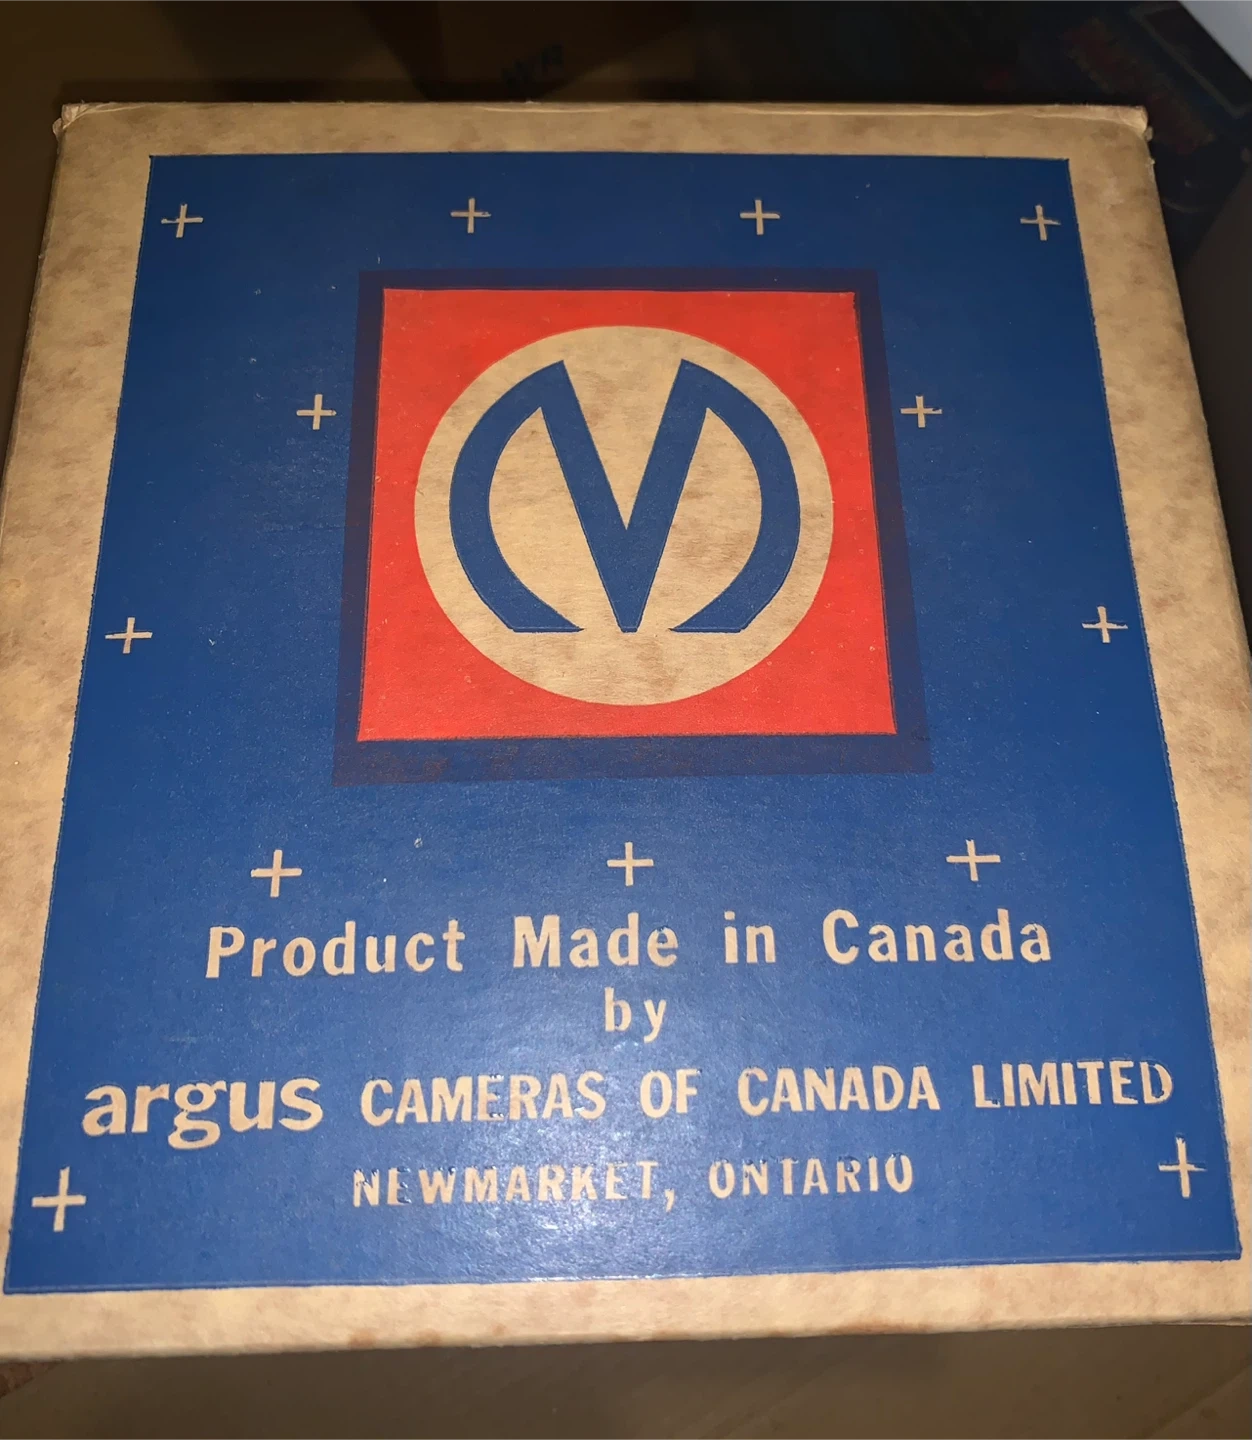 Product Made in Canada
by
argus CAMERAS OF CANADA LIMITED
NEWMARKET, ONTARIO